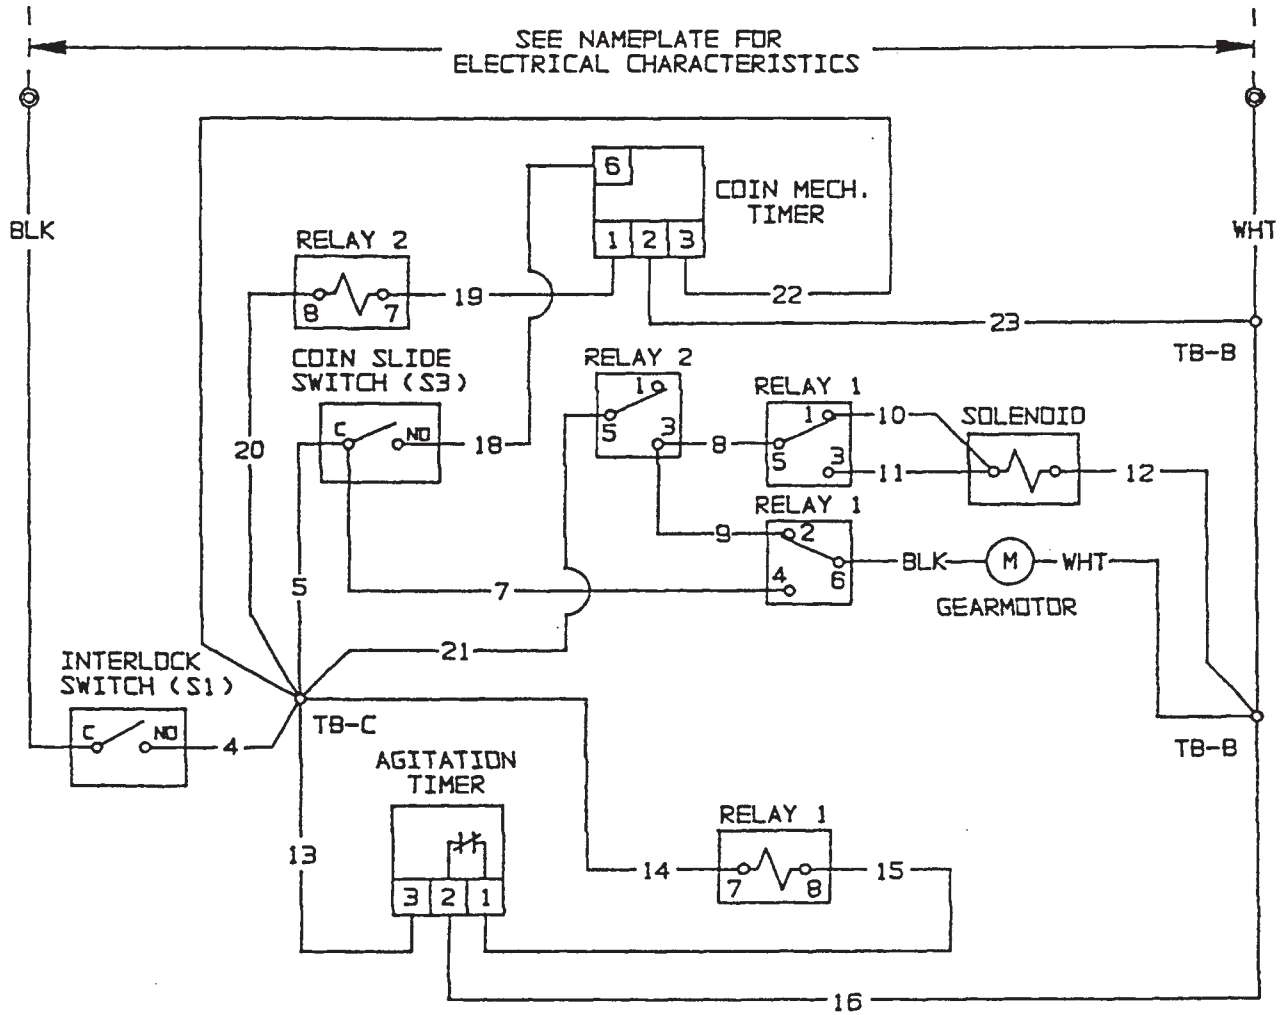 SEE NAMEPLATE FOR
ELECTRICAL CHARACTERISTICS
BLK
WHT
6
COIN MECH.
TIMER
1 2 3
RELAY 2
8 7
19
22
23
TB-B
COIN SLIDE
SWITCH (S3)
C NO
18
20
RELAY 2
1
5 3
8
RELAY 1
1
5 3
10
11
SOLENOID
12
9
RELAY 1
2
4 6
BLK
M
WHT
GEARMOTOR
5
7
21
INTERLOCK
SWITCH (S1)
C NO
4
TB-C
TB-B
AGITATION
TIMER
3 2 1
13
14
RELAY 1
7 8
15
16